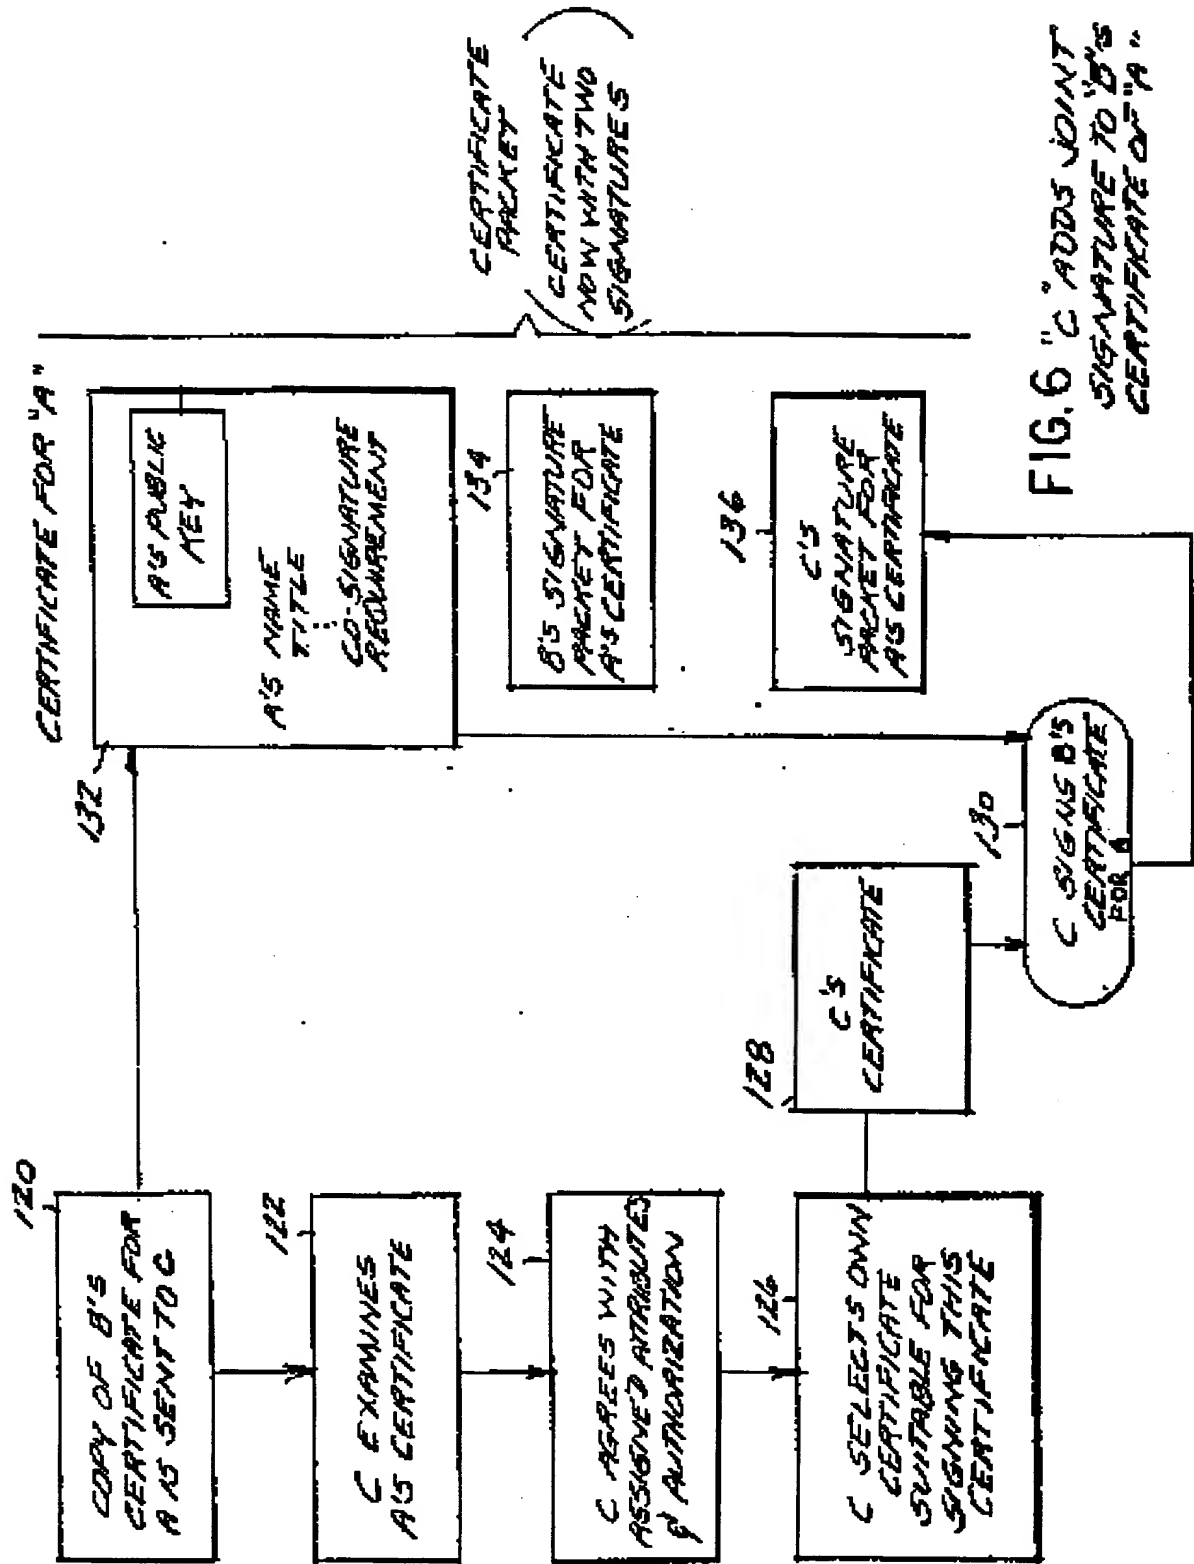 120
COPY OF B'S
CERTIFICATE FOR
A IS SENT TO C
122
C EXAMINES
A'S CERTIFICATE
124
C AGREES WITH
ASSIGNED ATTRIBUTES
& AUTHORIZATION
126
C SELECTS OWN
CERTIFICATE
SUITABLE FOR
SIGNING THIS
CERTIFICATE
128
C'S
CERTIFICATE
130
C SIGNS B'S
CERTIFICATE
FOR A
CERTIFICATE FOR "A"
132
A'S PUBLIC
KEY
A'S NAME
TITLE
CO-SIGNATURE
REQUIREMENT
134
B'S SIGNATURE
PACKET FOR
A'S CERTIFICATE
136
C'S
SIGNATURE
PACKET FOR
A'S CERTIFICATE
CERTIFICATE
PACKET
(CERTIFICATE
NOW WITH TWO
SIGNATURES)
FIG.6 "C" ADDS JOINT
SIGNATURE TO "B"'S
CERTIFICATE OF "A"